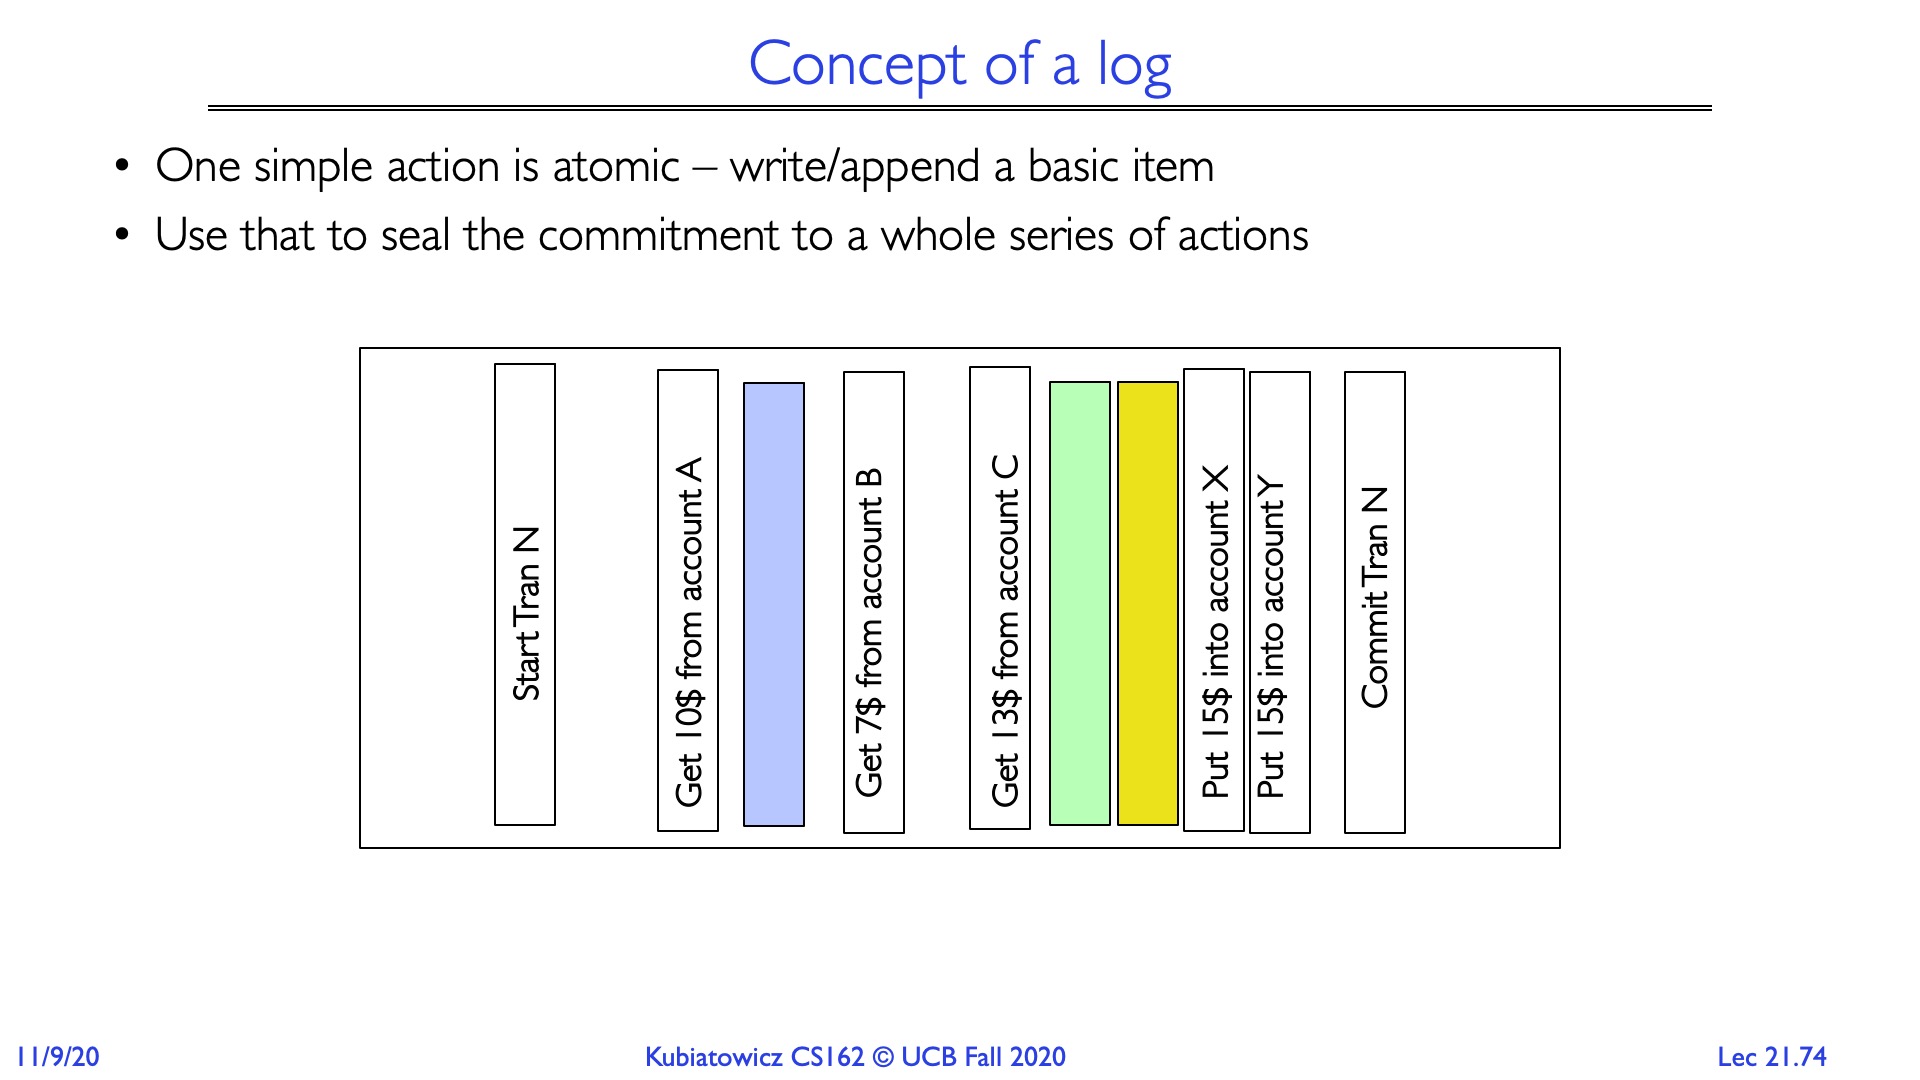 Concept of a log
• One simple action is atomic – write/append a basic item
• Use that to seal the commitment to a whole series of actions
Start Tran N
Get 10$ from account A
Get 7$ from account B
Get 13$ from account C
Put 15$ into account X
Put 15$ into account Y
Commit Tran N
11/9/20
Kubiatowicz CS162 © UCB Fall 2020
Lec 21.74